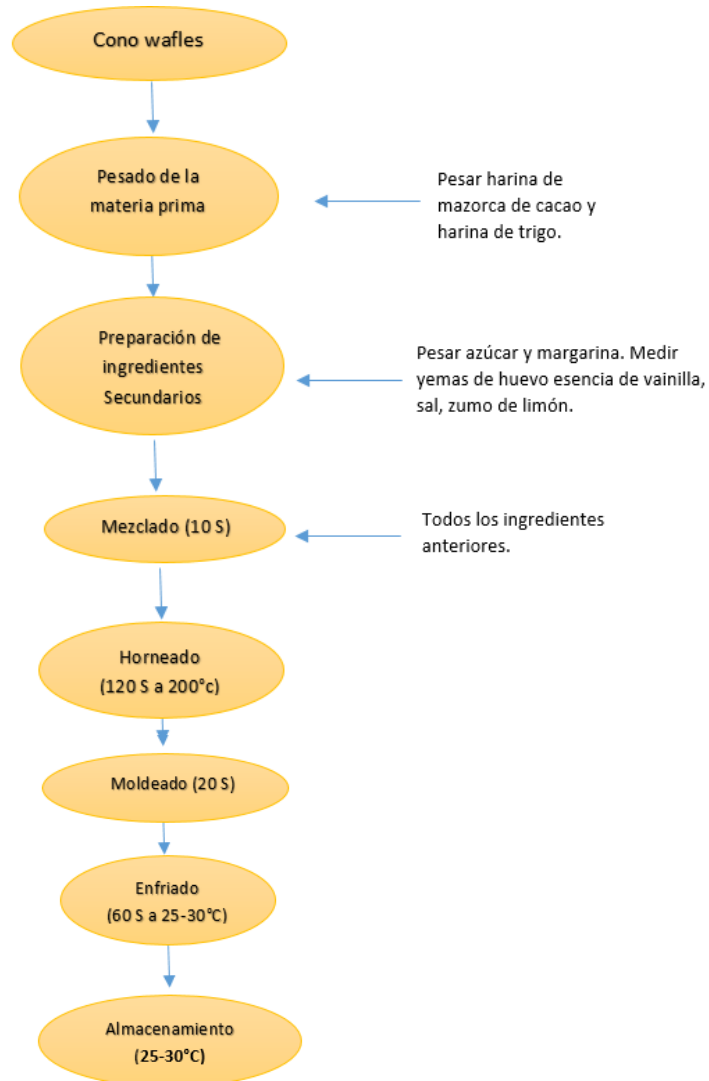 Cono wafles
Pesado de la
materia prima
Pesar harina de
mazorca de cacao y
harina de trigo.
Preparación de
ingredientes
Secundarios
Pesar azúcar y margarina. Medir
yemas de huevo esencia de vainilla,
sal, zumo de limón.
Mezclado (10 S)
Todos los ingredientes
anteriores.
Horneado
(120 S a 200°c)
Moldeado (20 S)
Enfriado
(60 S a 25-30°C)
Almacenamiento
(25-30°C)